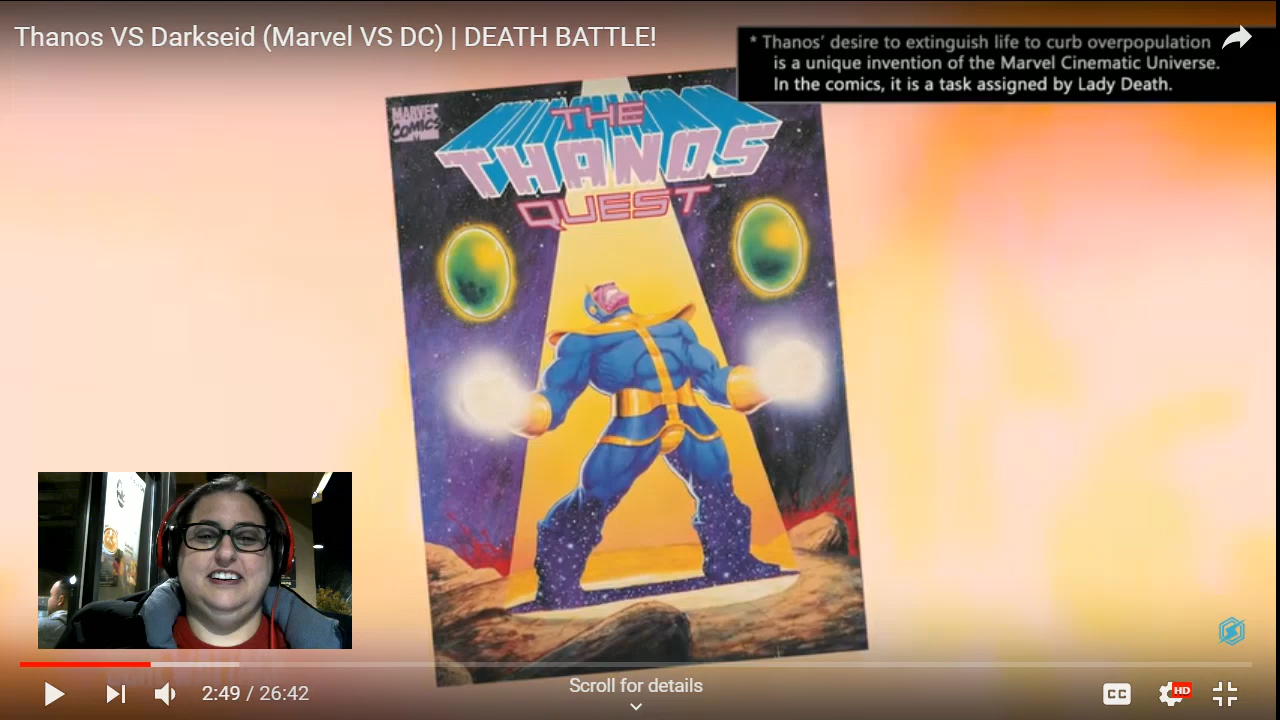 Thanos VS Darkseid (Marvel VS DC) | DEATH BATTLE!
* Thanos' desire to extinguish life to curb overpopulation
is a unique invention of the Marvel Cinematic Universe.
In the comics, it is a task assigned by Lady Death.
MARVEL
COMICS
THE
THANOS
QUEST
2:49 / 26:42
Scroll for details
CC
HD